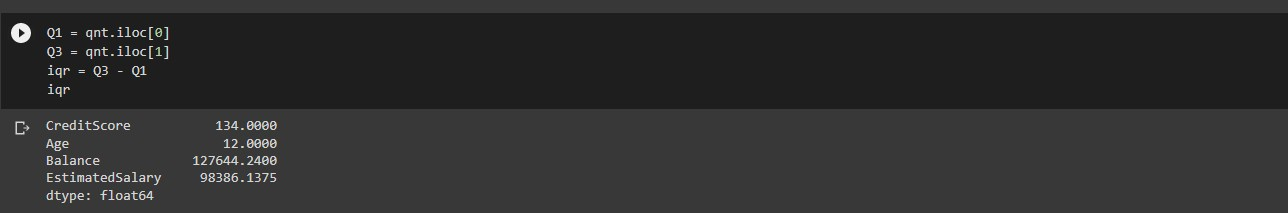 Q1 = qnt.iloc[0]
Q3 = qnt.iloc[1]
iqr = Q3 - Q1
iqr
CreditScore 134.0000
Age 12.0000
Balance 127644.2400
EstimatedSalary 98386.1375
dtype: float64